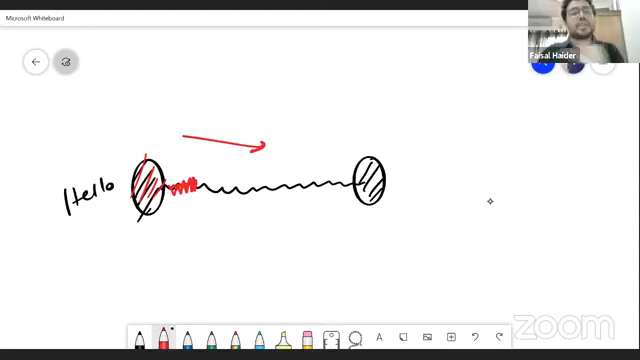 Microsoft Whiteboard
Faisal Haider
Hello
A
zoom